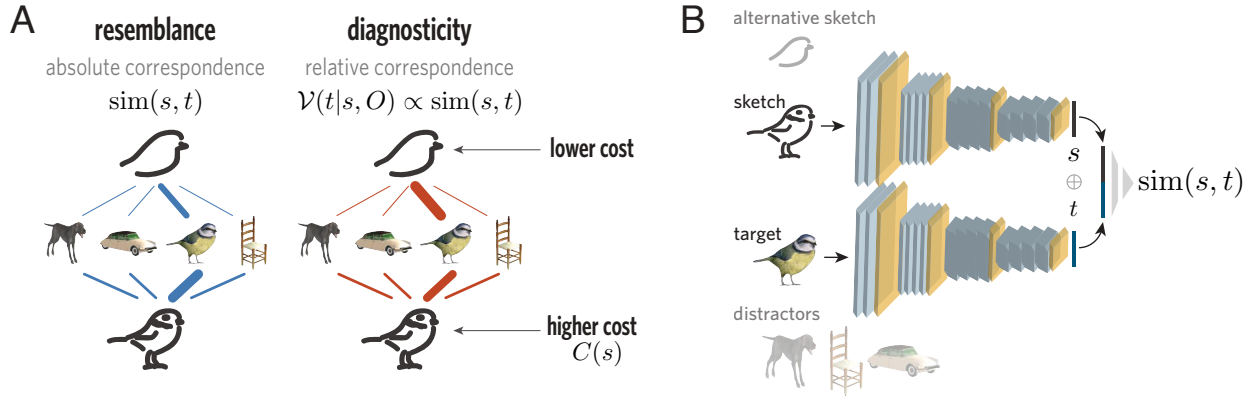 A
resemblance
absolute correspondence
sim(s, t)
diagnosticity
relative correspondence
𝒱(t|s, O) ∝ sim(s, t)
lower cost
higher cost
C(s)
B
alternative sketch
sketch
target
distractors
s
⊕
t
sim(s, t)